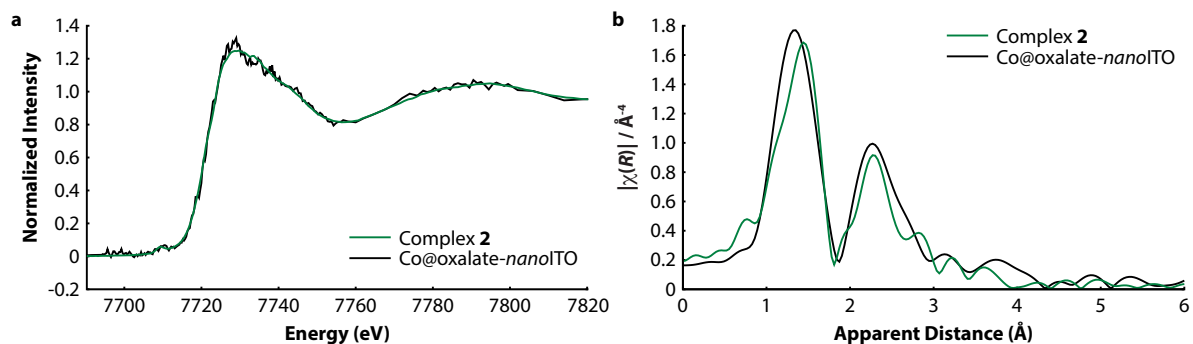 a
1.4
1.2
1.0
0.8
0.6
0.4
0.2
0
-0.2
Normalized Intensity
Complex 2
Co@oxalate-nanoITO
7700 7720 7740 7760 7780 7800 7820
Energy (eV)
b
1.8
1.6
1.4
1.2
1.0
0.8
0.6
0.4
0.2
0
|χ(R)| / Å⁻⁴
Complex 2
Co@oxalate-nanoITO
0 1 2 3 4 5 6
Apparent Distance (Å)